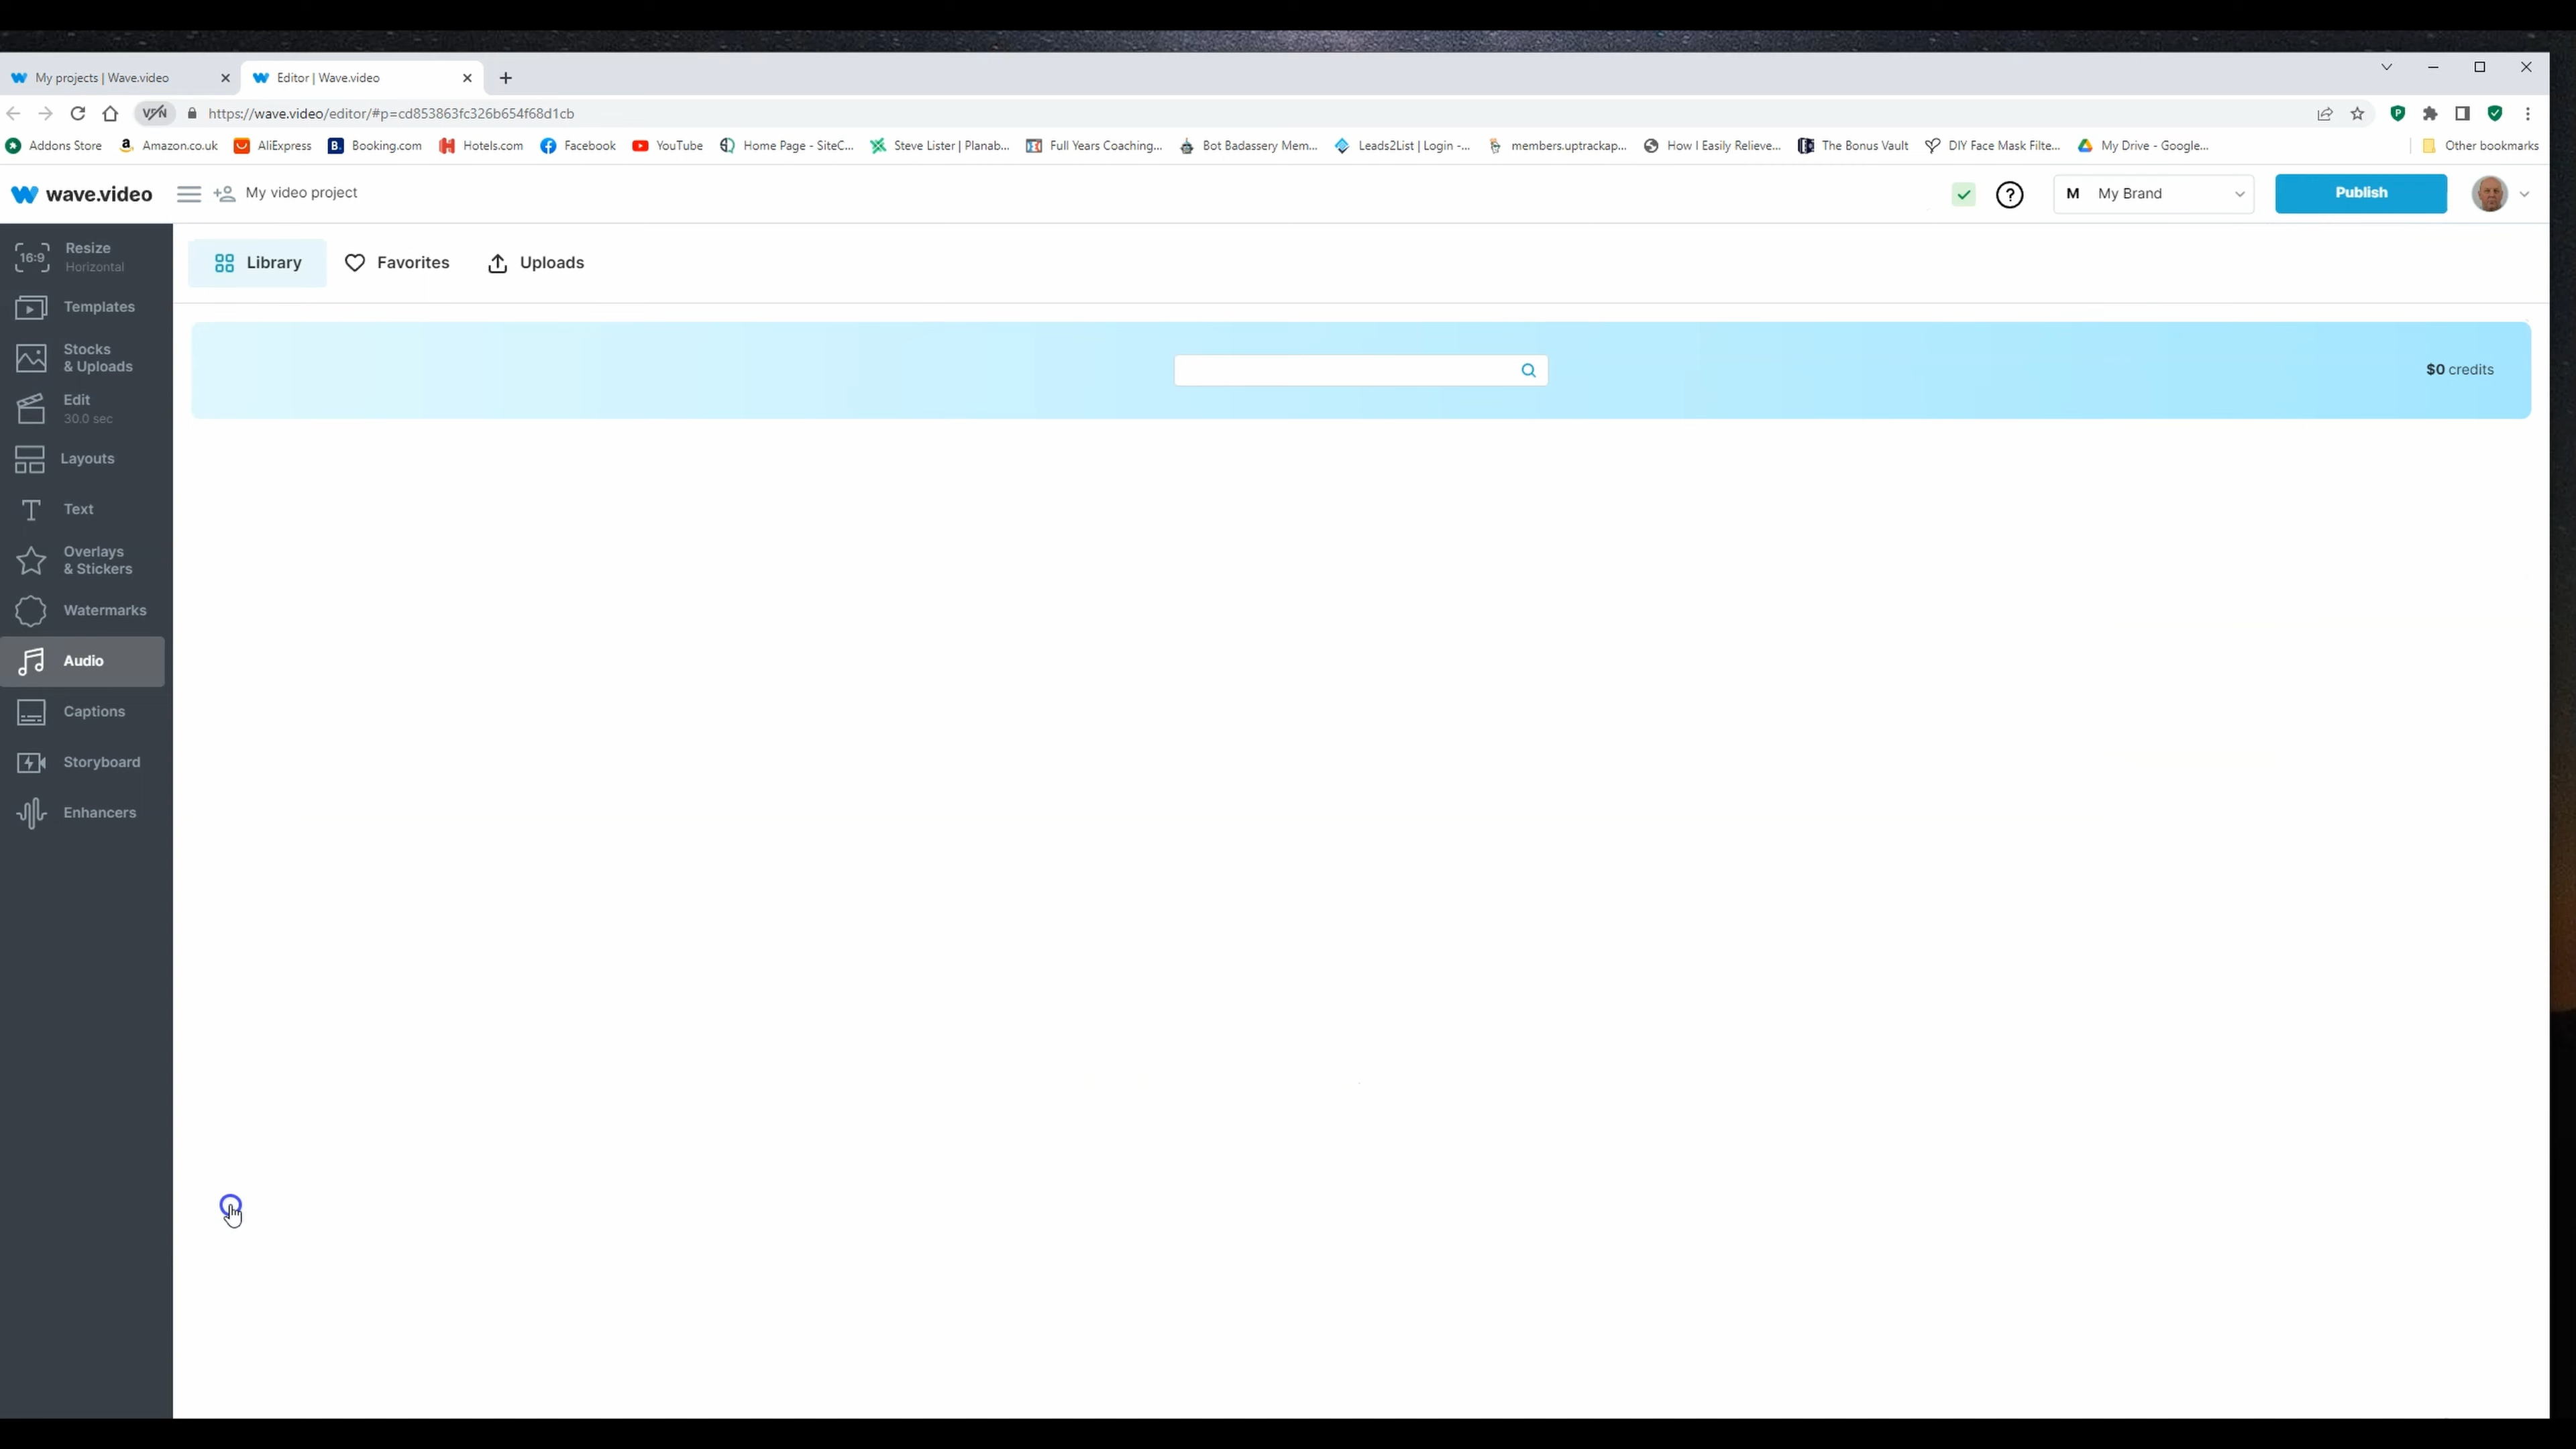 My projects | Wave.video
Editor | Wave.video
VPN
https://wave.video/editor/#p=cd853863fc326b654f68d1cb
Addons Store
Amazon.co.uk
AliExpress
Booking.com
Hotels.com
Facebook
YouTube
Home Page - SiteC...
Steve Lister | Planab...
Full Years Coaching...
Bot Badassery Mem...
Leads2List | Login -...
members.uptrackap...
How I Easily Relieve...
The Bonus Vault
DIY Face Mask Filte...
My Drive - Google...
Other bookmarks
wave.video
My video project
?
M My Brand
Publish
16:9
Resize
Horizontal
Library
Favorites
Uploads
$0 credits
Templates
Stocks
& Uploads
Edit
30.0 sec
Layouts
Text
Overlays
& Stickers
Watermarks
Audio
Captions
Storyboard
Enhancers